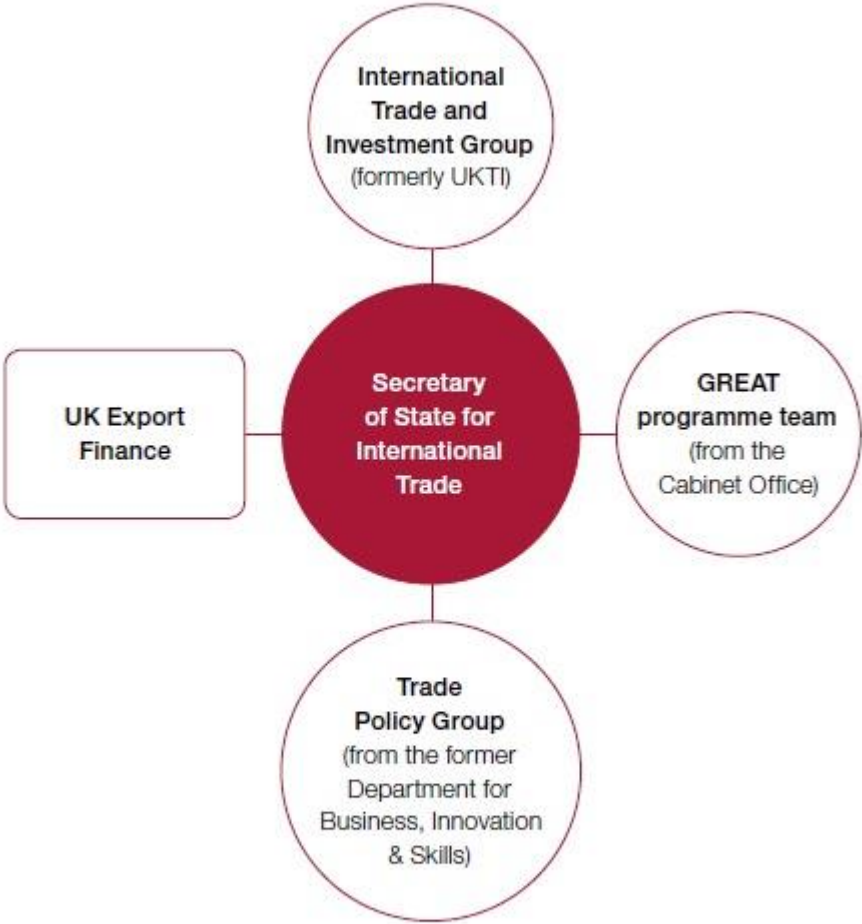 International
Trade and
Investment Group
(formerly UKTI)
UK Export
Finance
Secretary
of State for
International
Trade
GREAT
programme team
(from the
Cabinet Office)
Trade
Policy Group
(from the former
Department for
Business, Innovation
& Skills)